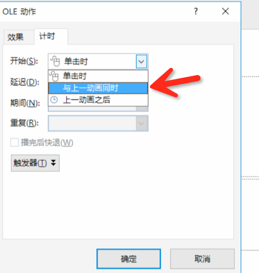 OLE 动作
效果 计时
开始(S): 单击时
单击时
延迟(D): 与上一动画同时
期间(N): 上一动画之后
重复(R):
播完后快退(W)
触发器(T)
确定 取消